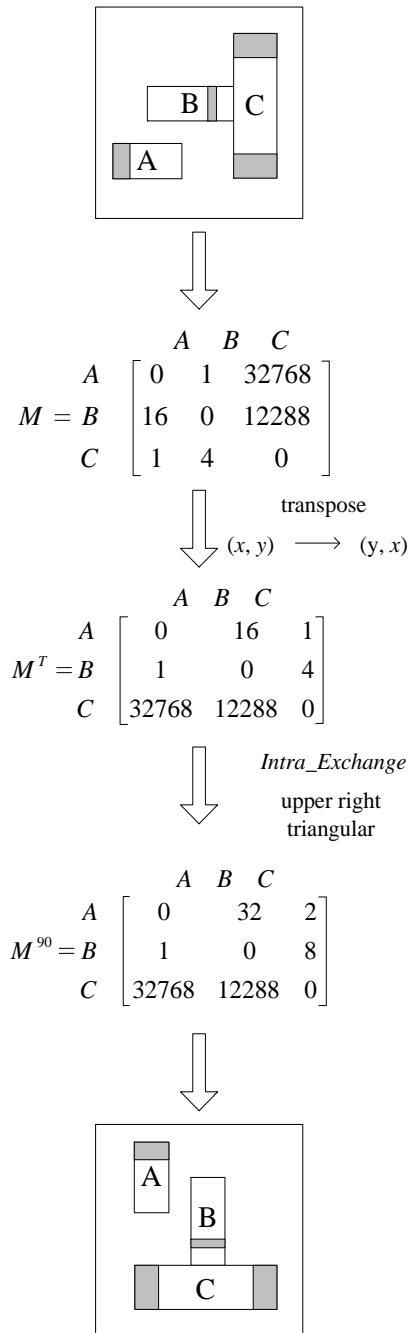 B C
A
A B C
A 0 1 32768
M = B 16 0 12288
C 1 4 0
transpose
(x, y) → (y, x)
A B C
A 0 16 1
M^T = B 1 0 4
C 32768 12288 0
Intra_Exchange
upper right
triangular
A B C
A 0 32 2
M^90 = B 1 0 8
C 32768 12288 0
A
B
C